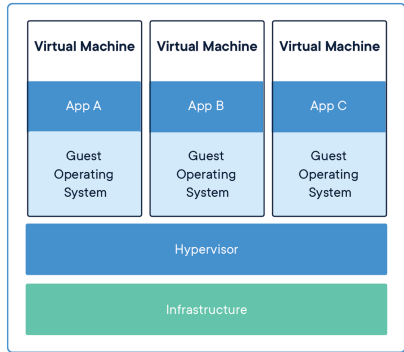 Virtual Machine
Virtual Machine
Virtual Machine
App A
App B
App C
Guest
Operating
System
Guest
Operating
System
Guest
Operating
System
Hypervisor
Infrastructure